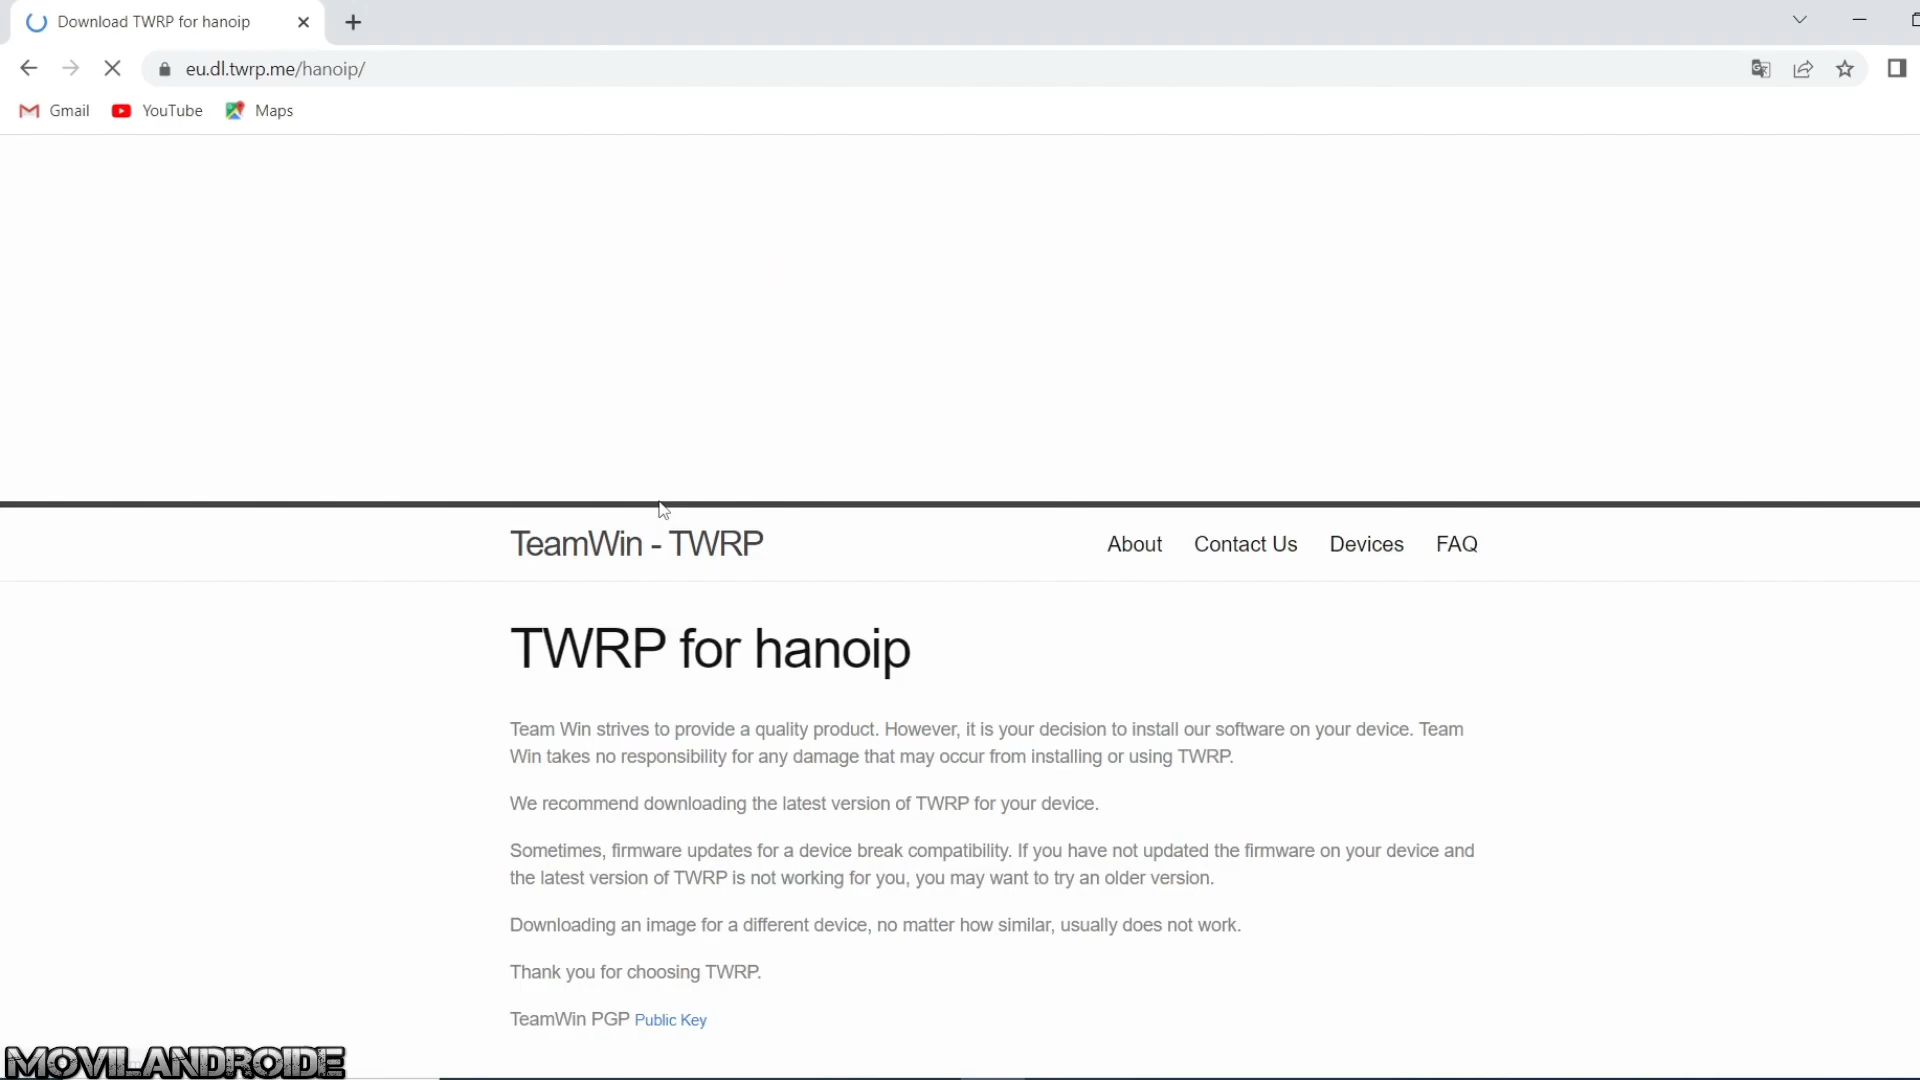 Download TWRP for hanoip
eu.dl.twrp.me/hanoip/
Gmail YouTube Maps
TeamWin - TWRP About Contact Us Devices FAQ
TWRP for hanoip
Team Win strives to provide a quality product. However, it is your decision to install our software on your device. Team
Win takes no responsibility for any damage that may occur from installing or using TWRP.
We recommend downloading the latest version of TWRP for your device.
Sometimes, firmware updates for a device break compatibility. If you have not updated the firmware on your device and
the latest version of TWRP is not working for you, you may want to try an older version.
Downloading an image for a different device, no matter how similar, usually does not work.
Thank you for choosing TWRP.
TeamWin PGP Public Key
MOVILANDROIDE